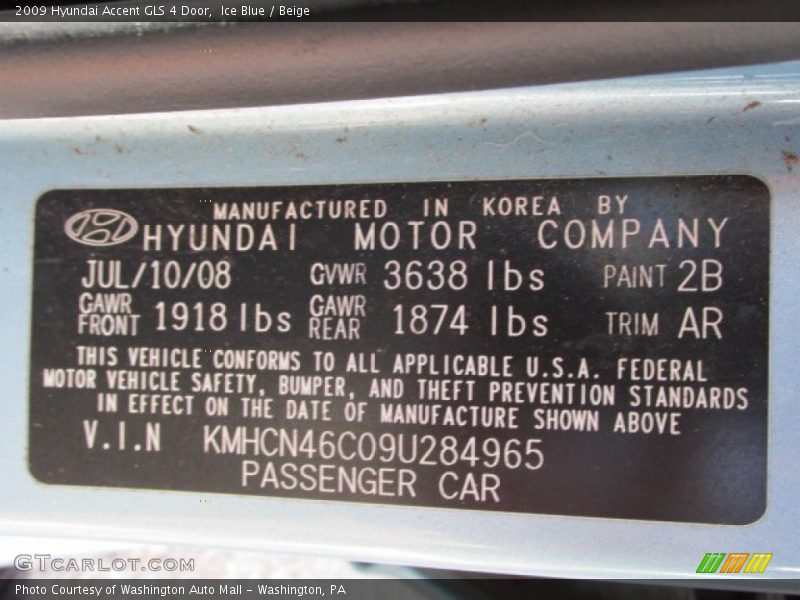 2009 Hyundai Accent GLS 4 Door, Ice Blue / Beige
MANUFACTURED IN KOREA BY
HYUNDAI MOTOR COMPANY
JUL/10/08 GVWR 3638 lbs PAINT 2B
GAWR FRONT 1918 lbs GAWR REAR 1874 lbs TRIM AR
THIS VEHICLE CONFORMS TO ALL APPLICABLE U.S.A. FEDERAL
MOTOR VEHICLE SAFETY, BUMPER, AND THEFT PREVENTION STANDARDS
IN EFFECT ON THE DATE OF MANUFACTURE SHOWN ABOVE
V.I.N KMHCN46C09U284965
PASSENGER CAR
GTCARLOT.COM
Photo Courtesy of Washington Auto Mall - Washington, PA